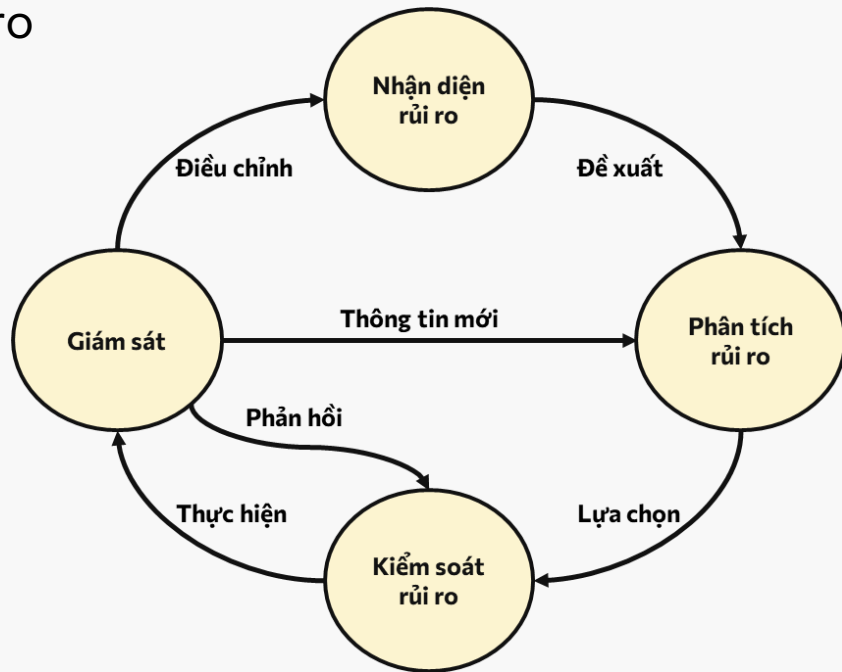 ro
Nhận diện
rủi ro
Điều chỉnh
Đề xuất
Thông tin mới
Giám sát
Phân tích
rủi ro
Phản hồi
Thực hiện
Lựa chọn
Kiểm soát
rủi ro